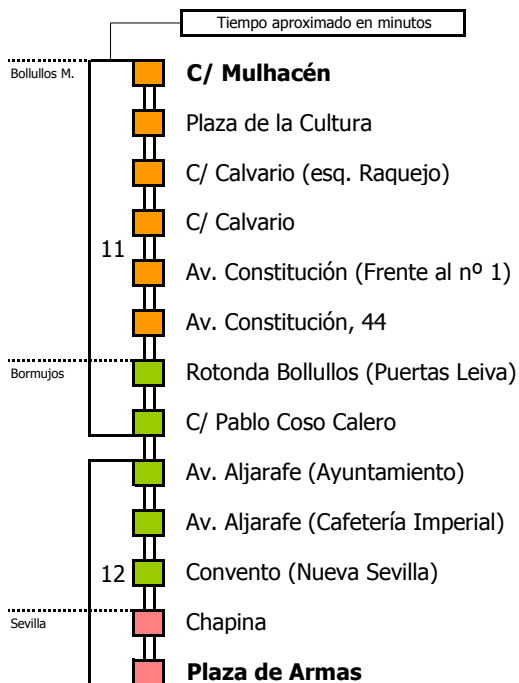 Tiempo aproximado en minutos
Bollullos M.
C/ Mulhacén
Plaza de la Cultura
C/ Calvario (esq. Raquejo)
C/ Calvario
11
Av. Constitución (Frente al nº 1)
Av. Constitución, 44
Bormujos
Rotonda Bollullos (Puertas Leiva)
C/ Pablo Coso Calero
Av. Aljarafe (Ayuntamiento)
Av. Aljarafe (Cafetería Imperial)
12
Convento (Nueva Sevilla)
Sevilla
Chapina
Plaza de Armas